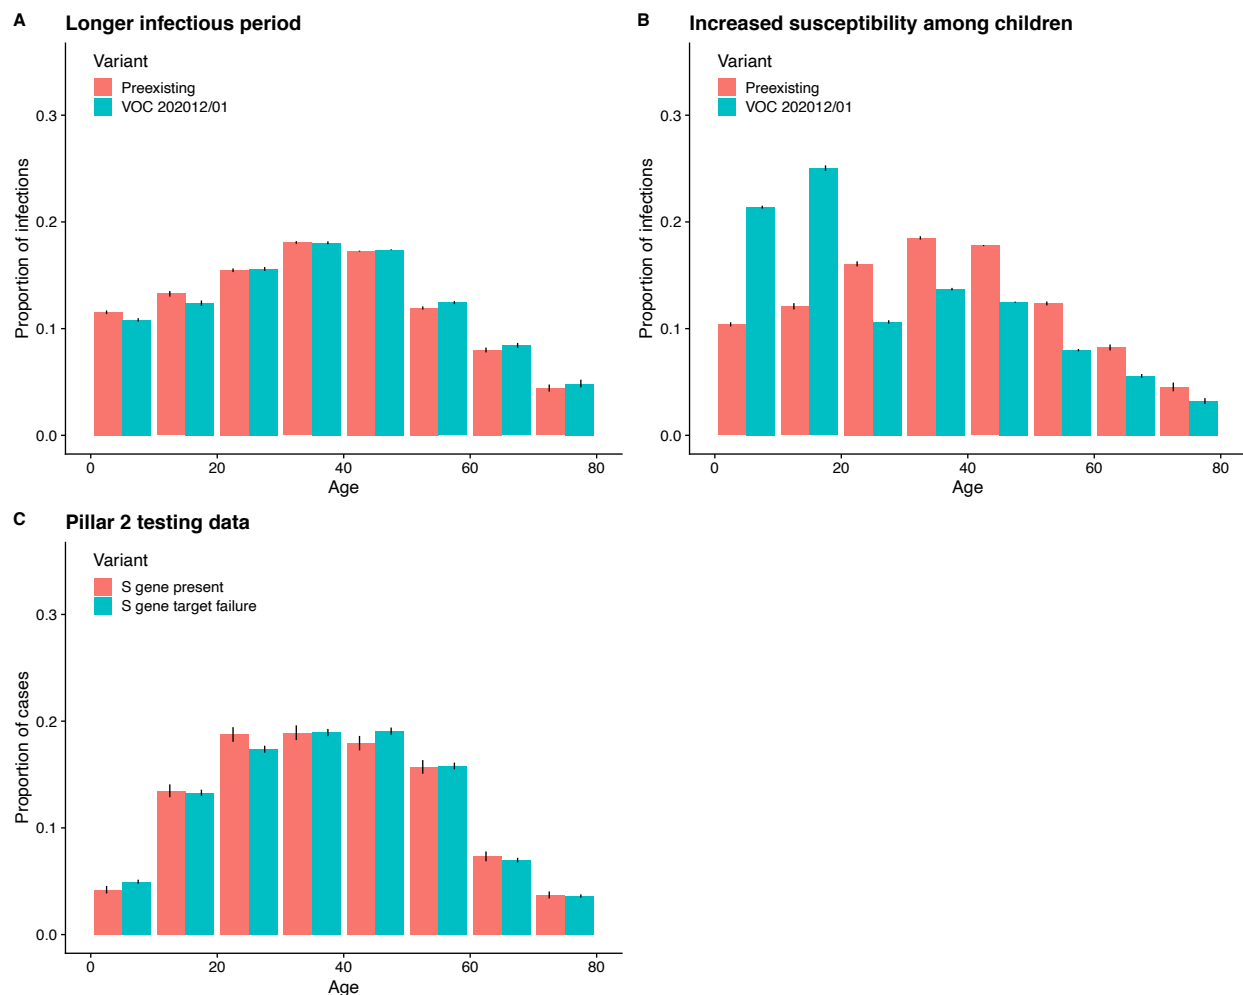 A Longer infectious period
Variant
Preexisting
VOC 202012/01
Proportion of infections
0.3
0.2
0.1
0.0
0 20 40 60 80
Age
B Increased susceptibility among children
Variant
Preexisting
VOC 202012/01
Proportion of infections
0.3
0.2
0.1
0.0
0 20 40 60 80
Age
C Pillar 2 testing data
Variant
S gene present
S gene target failure
Proportion of cases
0.3
0.2
0.1
0.0
0 20 40 60 80
Age